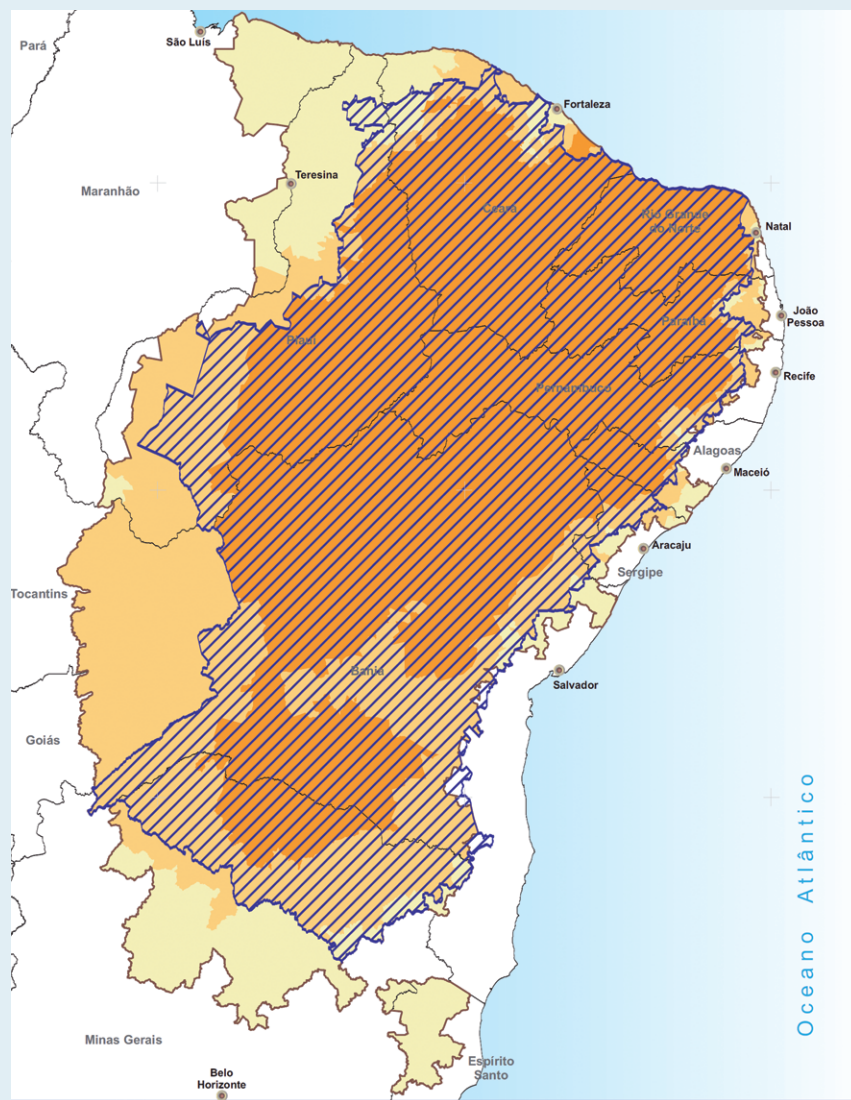 São Luís
Pará
Fortaleza
Teresina
Maranhão
Ceará
Rio Grande
do Norte
Natal
João
Pessoa
Paraíba
Piauí
Recife
Pernambuco
Alagoas
Maceió
Aracaju
Sergipe
Tocantins
Bahia
Salvador
Goiás
Oceano Atlântico
Minas Gerais
Espírito
Santo
Belo
Horizonte